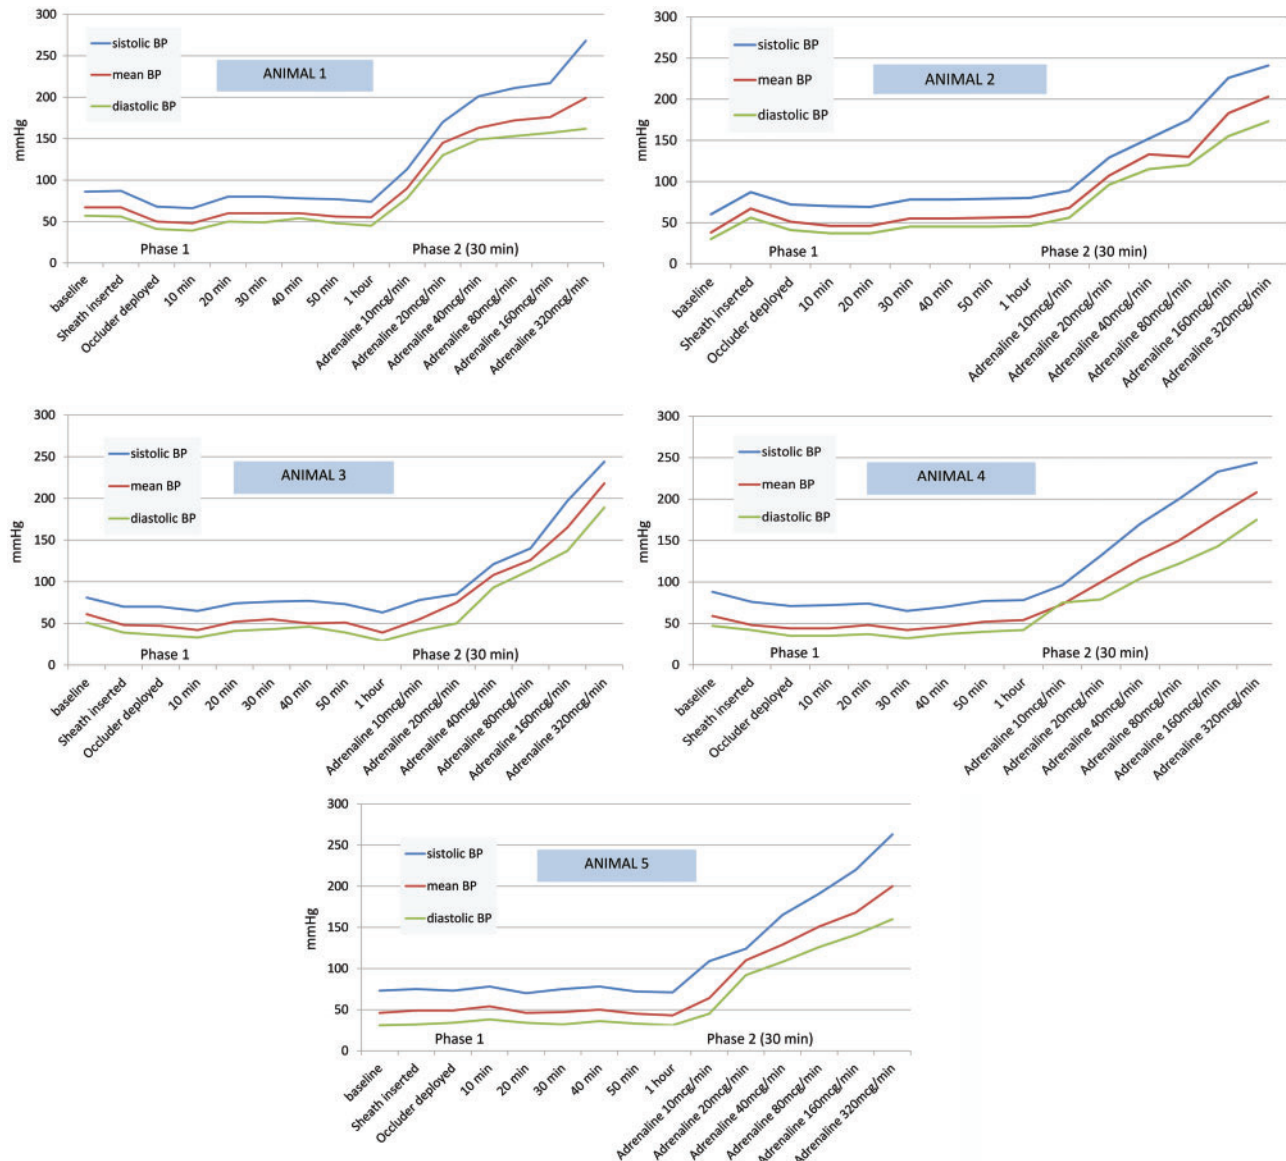 300
250
200
150
100
50
0
mmHg
sistolic BP
mean BP
diastolic BP
ANIMAL 1
Phase 1
Phase 2 (30 min)
baseline
Sheath inserted
Occluder deployed
10 min
20 min
30 min
40 min
50 min
1 hour
Adrenaline 10mcg/min
Adrenaline 20mcg/min
Adrenaline 40mcg/min
Adrenaline 80mcg/min
Adrenaline 160mcg/min
Adrenaline 320mcg/min
300
250
200
150
100
50
0
mmHg
sistolic BP
mean BP
diastolic BP
ANIMAL 2
Phase 1
Phase 2 (30 min)
baseline
Sheath inserted
Occluder deployed
10 min
20 min
30 min
40 min
50 min
1 hour
Adrenaline 10mcg/min
Adrenaline 20mcg/min
Adrenaline 40mcg/min
Adrenaline 80mcg/min
Adrenaline 160mcg/min
Adrenaline 320mcg/min
300
250
200
150
100
50
0
mmHg
sistolic BP
mean BP
diastolic BP
ANIMAL 3
Phase 1
Phase 2 (30 min)
baseline
Sheath inserted
Occluder deployed
10 min
20 min
30 min
40 min
50 min
1 hour
Adrenaline 10mcg/min
Adrenaline 20mcg/min
Adrenaline 40mcg/min
Adrenaline 80mcg/min
Adrenaline 160mcg/min
Adrenaline 320mcg/min
300
250
200
150
100
50
0
mmHg
sistolic BP
mean BP
diastolic BP
ANIMAL 4
Phase 1
Phase 2 (30 min)
baseline
Sheath inserted
Occluder deployed
10 min
20 min
30 min
40 min
50 min
1 hour
Adrenaline 10mcg/min
Adrenaline 20mcg/min
Adrenaline 40mcg/min
Adrenaline 80mcg/min
Adrenaline 160mcg/min
Adrenaline 320mcg/min
300
250
200
150
100
50
0
mmHg
sistolic BP
mean BP
diastolic BP
ANIMAL 5
Phase 1
Phase 2 (30 min)
baseline
Sheath inserted
Occluder deployed
10 min
20 min
30 min
40 min
50 min
1 hour
Adrenaline 10mcg/min
Adrenaline 20mcg/min
Adrenaline 40mcg/min
Adrenaline 80mcg/min
Adrenaline 160mcg/min
Adrenaline 320mcg/min